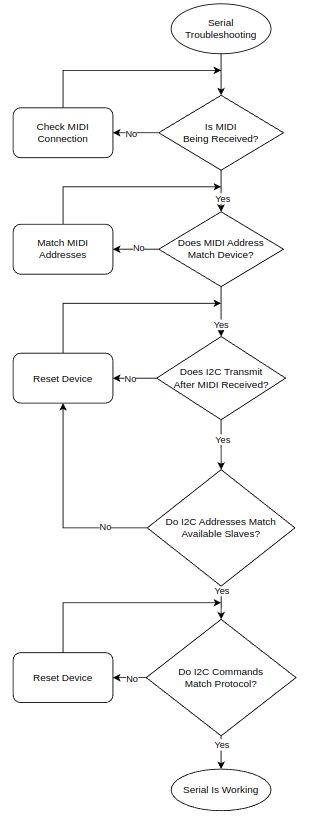 Serial
Troubleshooting
Is MIDI
Being Received?
No
Check MIDI
Connection
Yes
Does MIDI Address
Match Device?
No
Match MIDI
Addresses
Yes
Does I2C Transmit
After MIDI Received?
No
Reset Device
Yes
Do I2C Addresses Match
Available Slaves?
No
Yes
Do I2C Commands
Match Protocol?
No
Reset Device
Yes
Serial Is Working